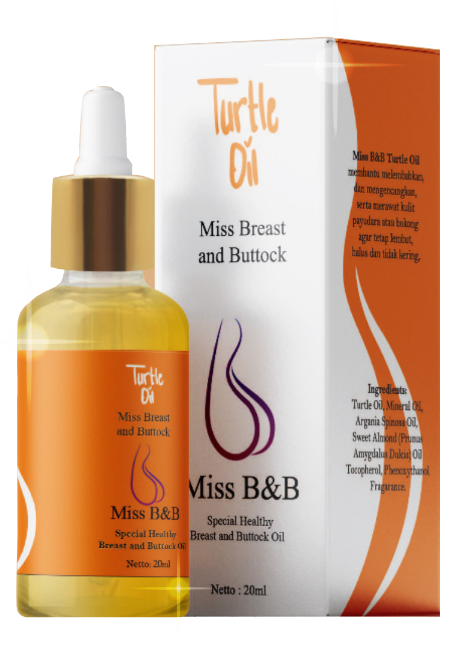 Turtle
Oil
Miss Breast
and Buttock
Miss B&B
Special Healthy
Breast and Buttock Oil
Netto : 20ml
Miss B&B Turtle Oil
membantu melembabkan,
dan mengencangkan,
serta merawat kulit
payudara atau bokong
agar tetap lembut,
halus dan tidak kering,
Ingredients:
Turtle Oil, Mineral Oil,
Argania Spinosa Oil,
Sweet Almond (Prunus
Amygdalus Dulcis) Oil
Tocopherol, Phenoxythanol
Fragarance.
Turtle
Oil
Miss Breast
and Buttock
Miss B&B
Special Healthy
Breast and Buttock Oil
Netto: 20ml